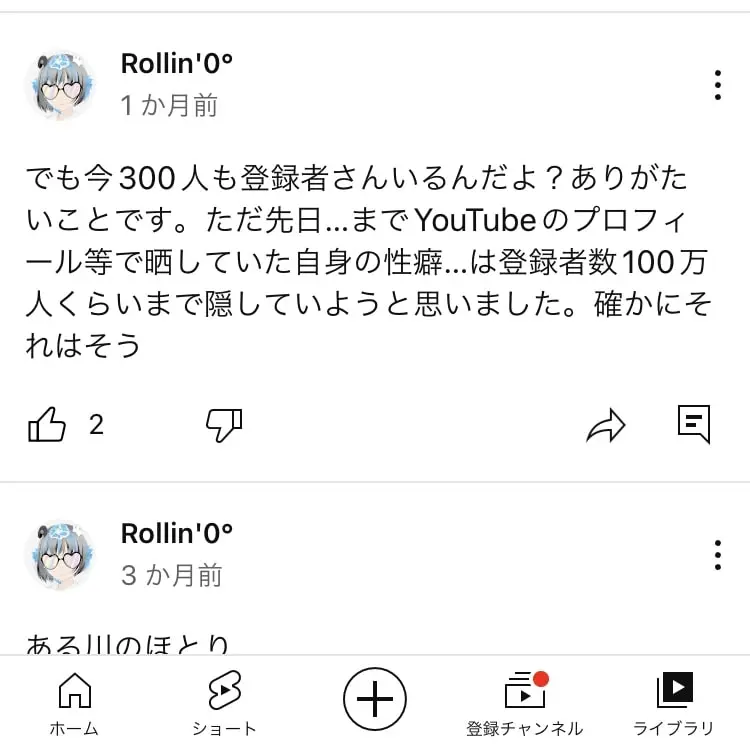 Rollin'0°
1 か月前
でも今300人も登録者さんいるんだよ？ありがた
いことです。ただ先日...までYouTubeのプロフィ
ール等で晒していた自身の性癖...は登録者数100万
人くらいまで隠していようと思いました。確かにそ
れはそう
2
Rollin'0°
3 か月前
ある川のほとり
ホーム
ショート
登録チャンネル
ライブラリ